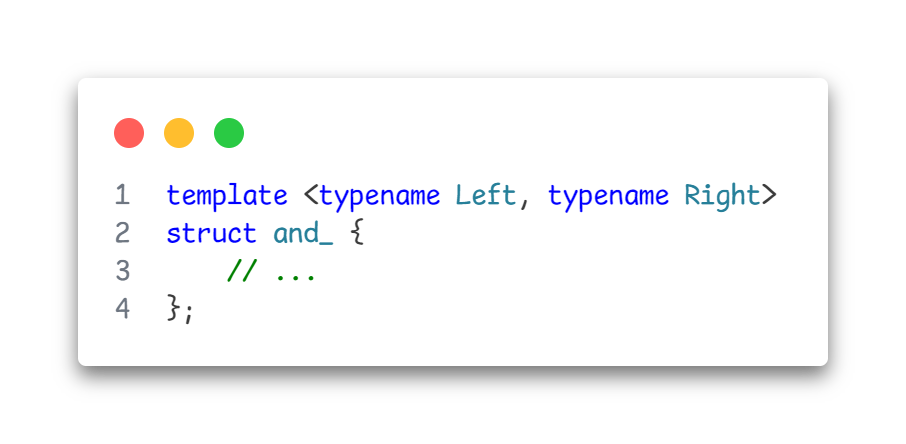 1 template <typename Left, typename Right>
2 struct and_ {
3     // ...
4 };